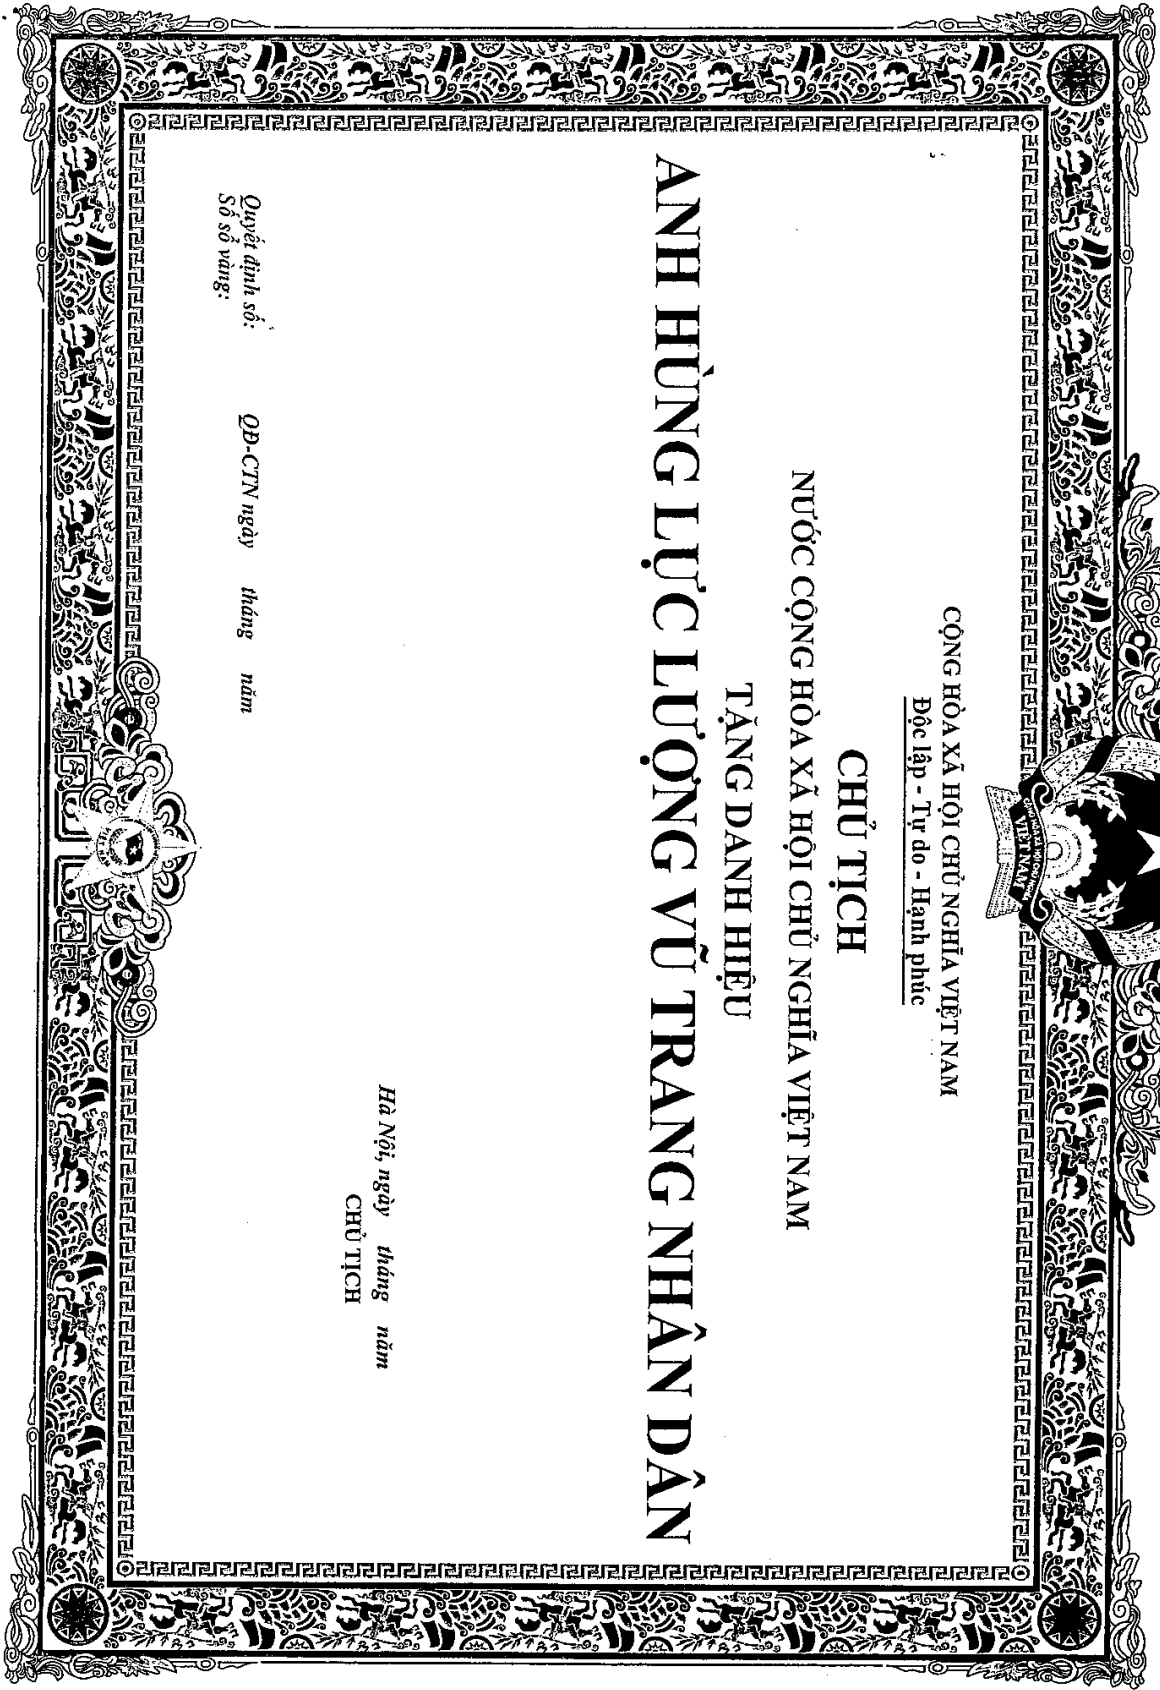 VIỆT NAM
CỘNG HÒA XÃ HỘI CHỦ NGHĨA VIỆT NAM
Độc lập - Tự do - Hạnh phúc
CHỦ TỊCH
NƯỚC CỘNG HÒA XÃ HỘI CHỦ NGHĨA VIỆT NAM
TẶNG DANH HIỆU
ANH HÙNG LỰC LƯỢNG VŨ TRANG NHÂN DÂN
Hà Nội, ngày tháng năm
CHỦ TỊCH
Quyết định số: QĐ-CTN ngày tháng năm
Số sổ vàng: